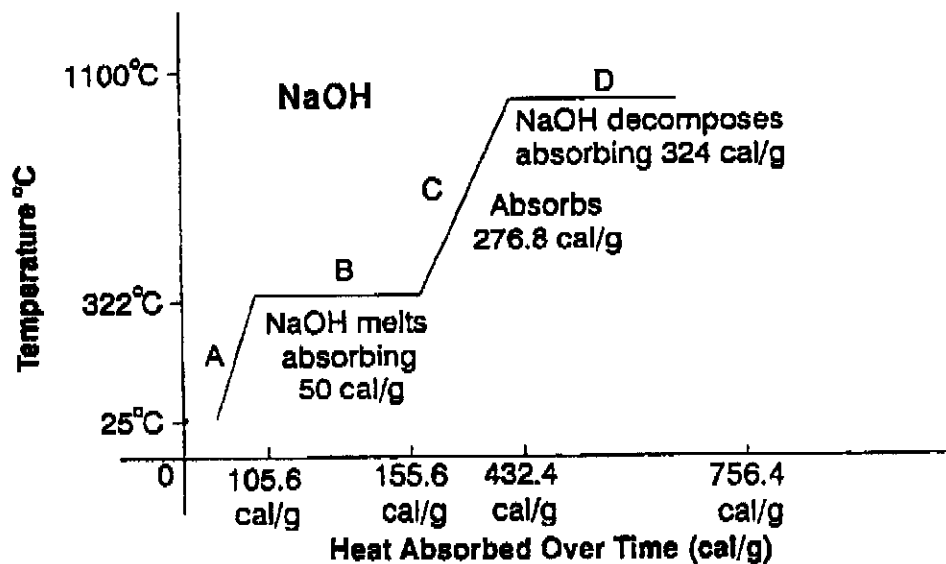 1100°C
NaOH
D
NaOH decomposes
absorbing 324 cal/g
C
Absorbs
276.8 cal/g
B
322°C
NaOH melts
absorbing
50 cal/g
A
25°C
Temperature °C
0
105.6
cal/g
155.6
cal/g
432.4
cal/g
756.4
cal/g
Heat Absorbed Over Time (cal/g)